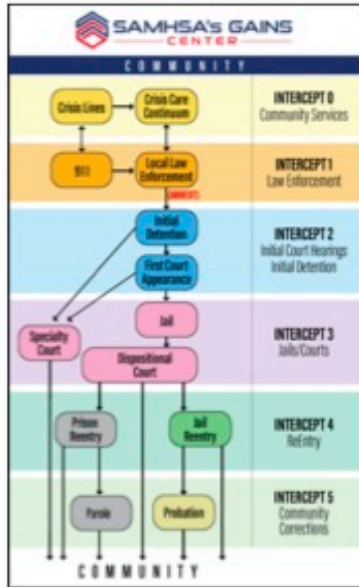 SAMHSA's GAINS
CENTER
COMMUNITY
Crisis Lines
Crisis Care
Continuum
INTERCEPT 0
Community Services
911
Local Law
Enforcement
INTERCEPT 1
Law Enforcement
(ARREST)
Initial
Detention
First Court
Appearance
INTERCEPT 2
Initial Court Hearings
Initial Detention
Jail
Specialty
Court
Dispositional
Court
INTERCEPT 3
Jails/Courts
Prison
Reentry
Jail
Reentry
INTERCEPT 4
ReEntry
Parole
Probation
INTERCEPT 5
Community
Corrections
COMMUNITY